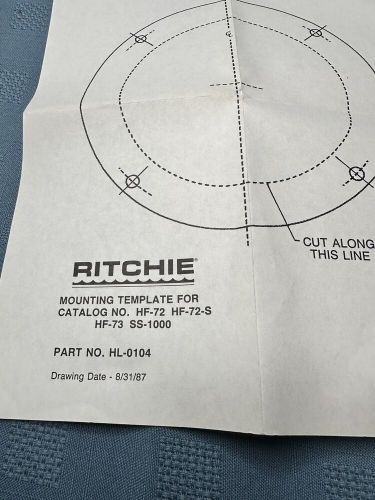 CUT ALONG
THIS LINE
RITCHIE
MOUNTING TEMPLATE FOR
CATALOG NO. HF-72 HF-72-S
HF-73 SS-1000
PART NO. HL-0104
Drawing Date - 8/31/87